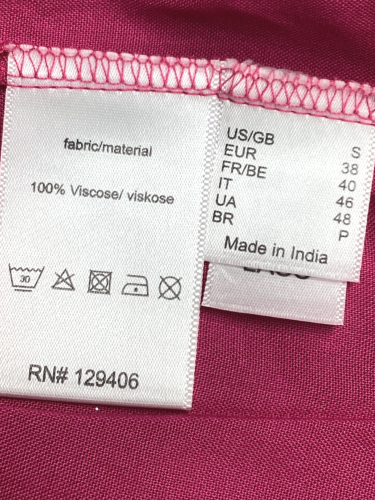 fabric/material
100% Viscose/ viskose
30
RN# 129406
US/GB S
EUR 38
FR/BE 40
IT 46
UA 48
BR P
Made in India